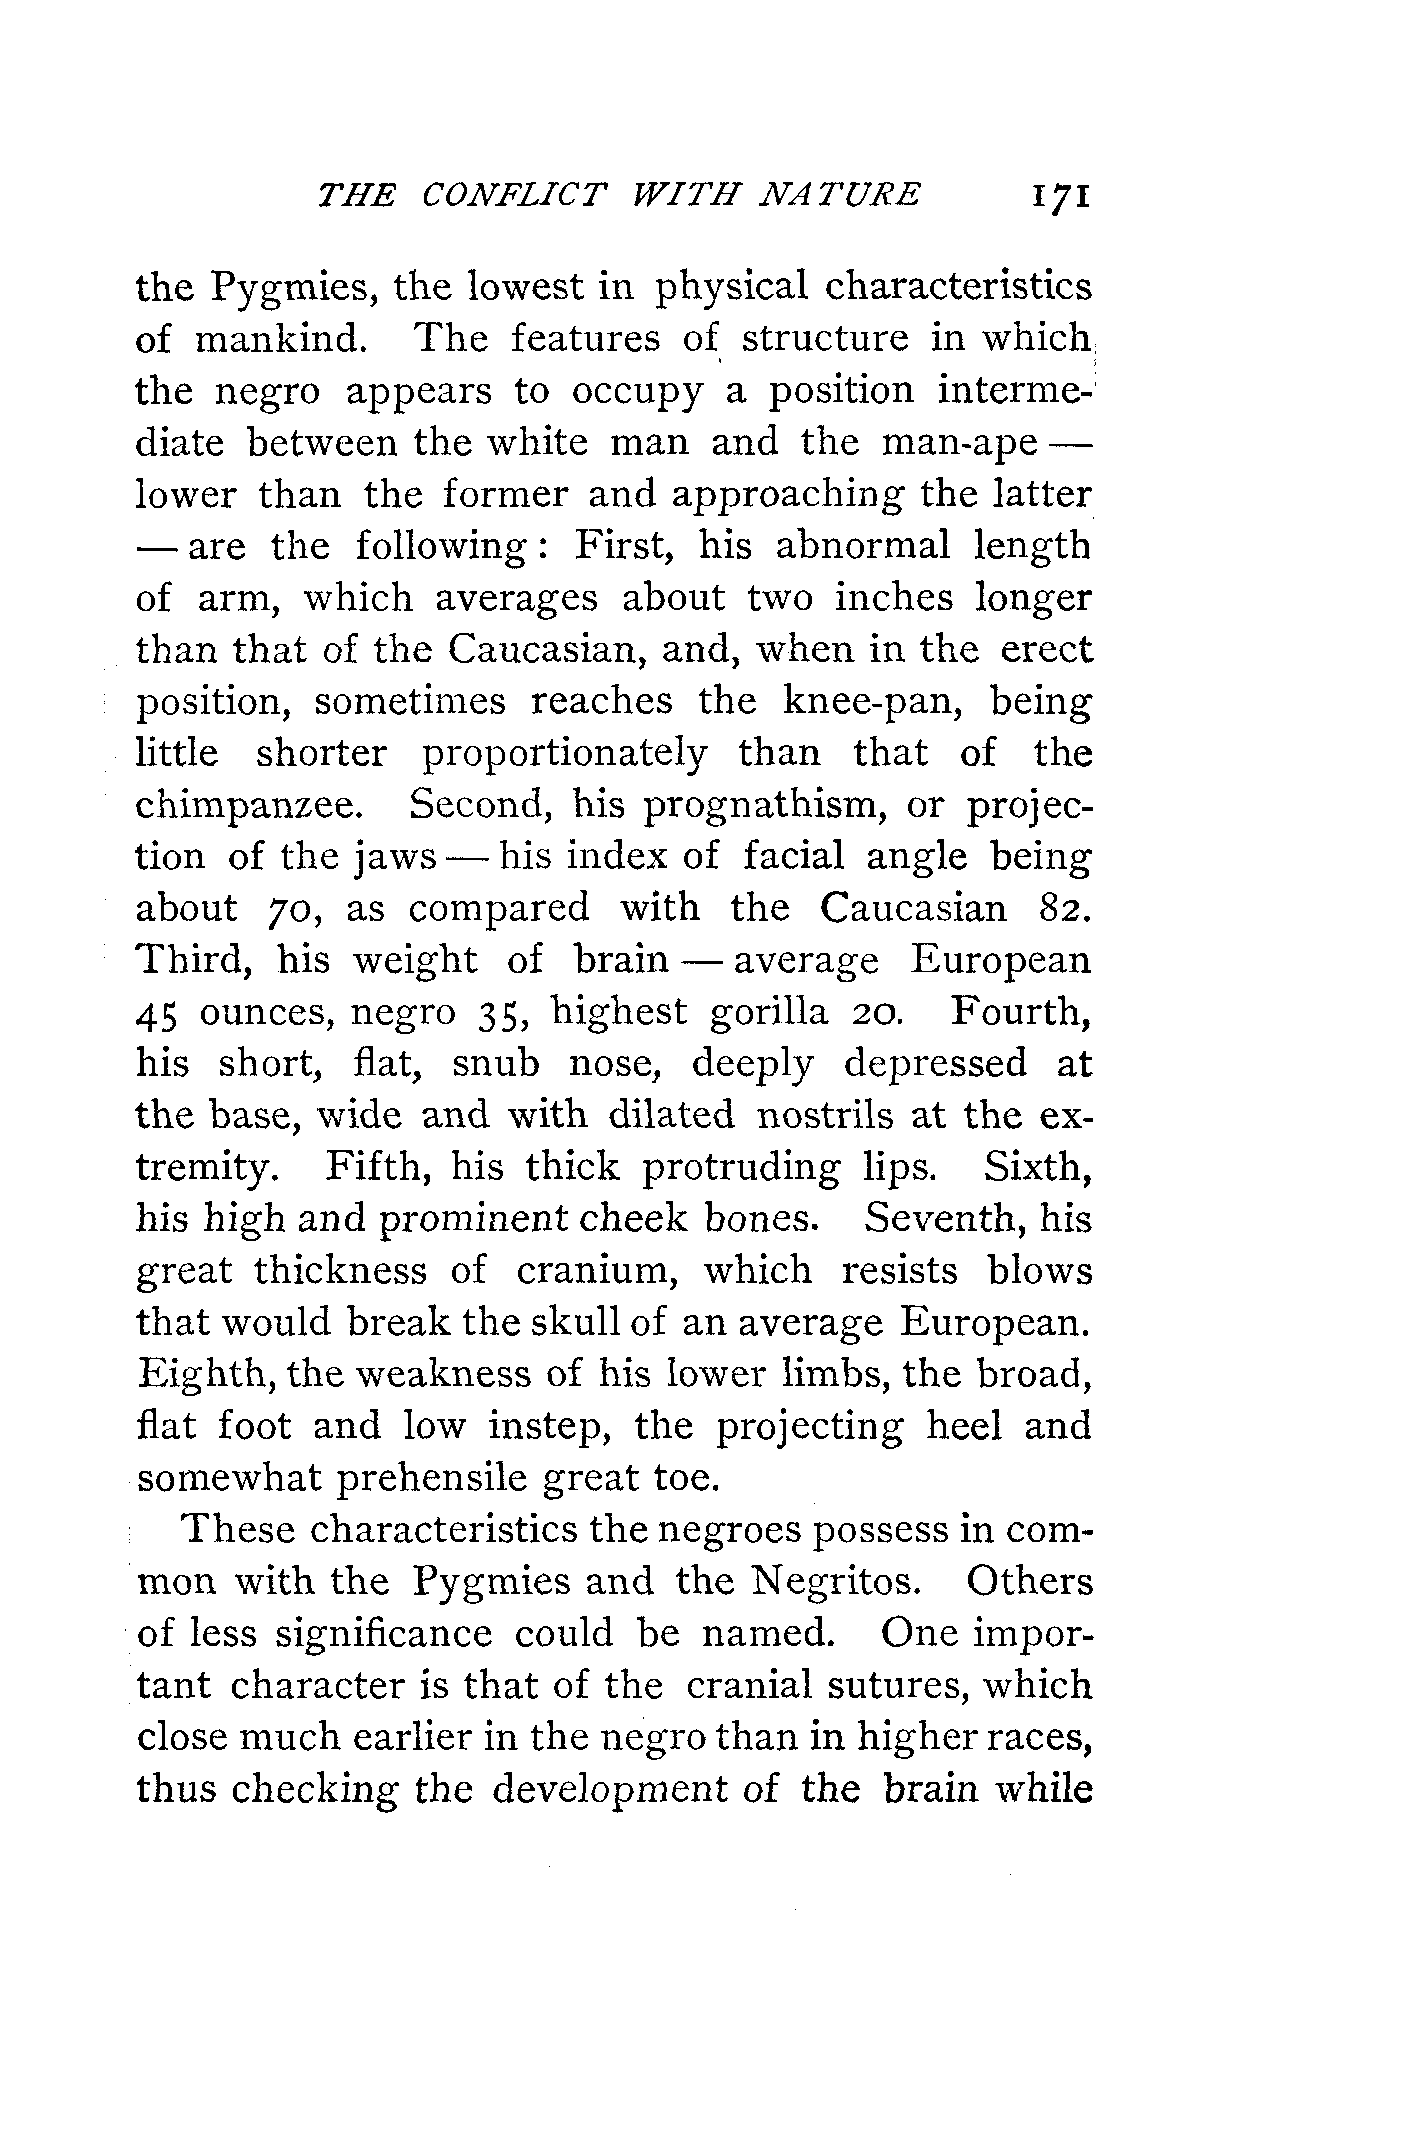 THE CONFLICT WITH NATURE 171
the Pygmies, the lowest in physical characteristics
of mankind. The features of structure in which
the negro appears to occupy a position interme-
diate between the white man and the man-ape —
lower than the former and approaching the latter
— are the following: First, his abnormal length
of arm, which averages about two inches longer
than that of the Caucasian, and, when in the erect
position, sometimes reaches the knee-pan, being
little shorter proportionately than that of the
chimpanzee. Second, his prognathism, or projec-
tion of the jaws — his index of facial angle being
about 70, as compared with the Caucasian 82.
Third, his weight of brain — average European
45 ounces, negro 35, highest gorilla 20. Fourth,
his short, flat, snub nose, deeply depressed at
the base, wide and with dilated nostrils at the ex-
tremity. Fifth, his thick protruding lips. Sixth,
his high and prominent cheek bones. Seventh, his
great thickness of cranium, which resists blows
that would break the skull of an average European.
Eighth, the weakness of his lower limbs, the broad,
flat foot and low instep, the projecting heel and
somewhat prehensile great toe.
These characteristics the negroes possess in com-
mon with the Pygmies and the Negritos. Others
of less significance could be named. One impor-
tant character is that of the cranial sutures, which
close much earlier in the negro than in higher races,
thus checking the development of the brain while